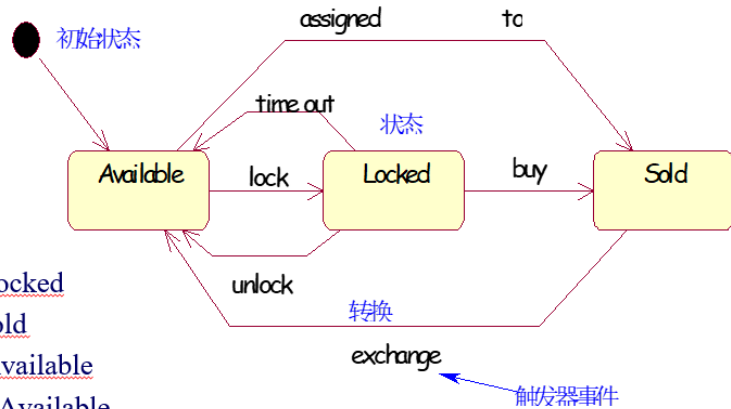 assigned to
初始状态
time out
状态
Available
lock
Locked
buy
Sold
unlock
转换
exchange
触发器事件
ocked
old
vailable
Available